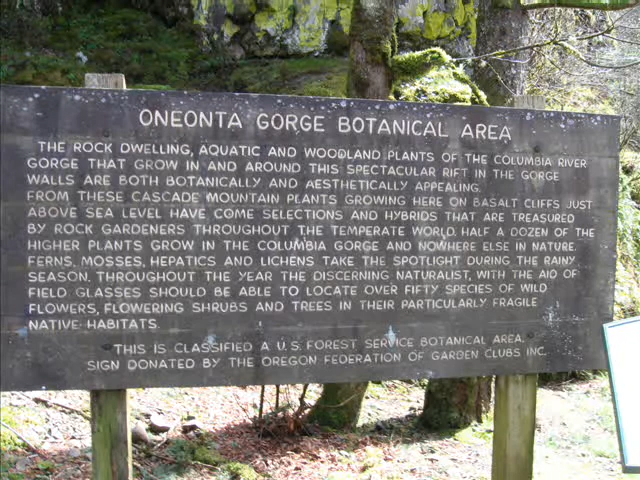 ONEONTA GORGE BOTANICAL AREA
THE ROCK DWELLING, AQUATIC AND WOODLAND PLANTS OF THE COLUMBIA RIVER
GORGE THAT GROW IN AND AROUND THIS SPECTACULAR RIFT IN THE GORGE
WALLS ARE BOTH BOTANICALLY AND AESTHETICALLY APPEALING.
FROM THESE CASCADE MOUNTAIN PLANTS GROWING HERE ON BASALT CLIFFS JUST
ABOVE SEA LEVEL HAVE COME SELECTIONS AND HYBRIDS THAT ARE TREASURED
BY ROCK GARDENERS THROUGHOUT THE TEMPERATE WORLD. HALF A DOZEN OF THE
HIGHER PLANTS GROW IN THE COLUMBIA GORGE AND NOWHERE ELSE IN NATURE.
FERNS, MOSSES, HEPATICS AND LICHENS TAKE THE SPOTLIGHT DURING THE RAINY
SEASON. THROUGHOUT THE YEAR THE DISCERNING NATURALIST, WITH THE AID OF
FIELD GLASSES SHOULD BE ABLE TO LOCATE OVER FIFTY SPECIES OF WILD
FLOWERS, FLOWERING SHRUBS AND TREES IN THEIR PARTICULARLY FRAGILE
NATIVE HABITATS.
THIS IS CLASSIFIED A U.S. FOREST SERVICE BOTANICAL AREA.
SIGN DONATED BY THE OREGON FEDERATION OF GARDEN CLUBS INC.